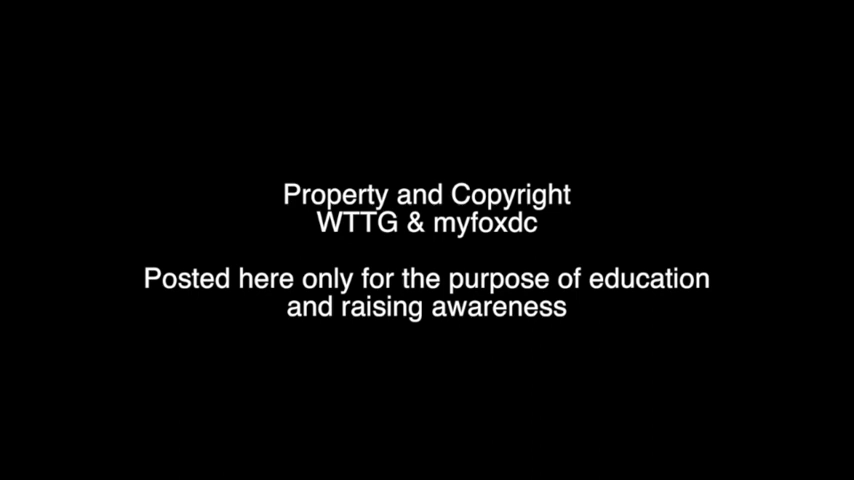 Property and Copyright
WTTG & myfoxdc
Posted here only for the purpose of education
and raising awareness